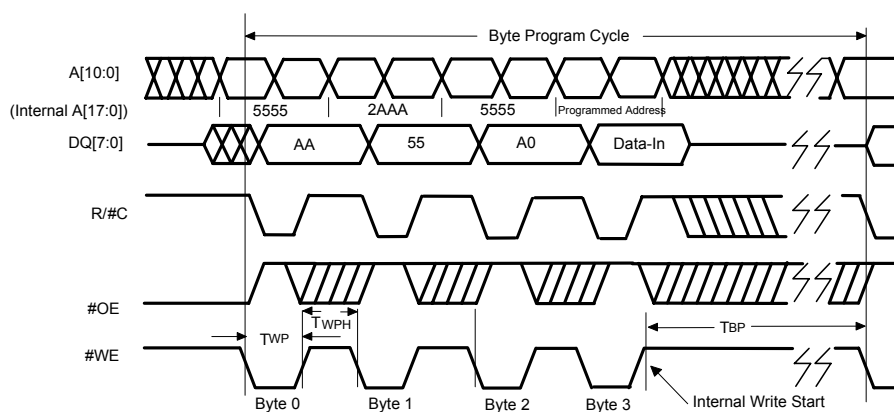 Byte Program Cycle
A[10:0]
(Internal A[17:0])
5555 2AAA 5555 Programmed Address
DQ[7:0]
AA 55 A0 Data-In
R/#C
#OE
TWP TWPH TBP
#WE
Byte 0 Byte 1 Byte 2 Byte 3 Internal Write Start